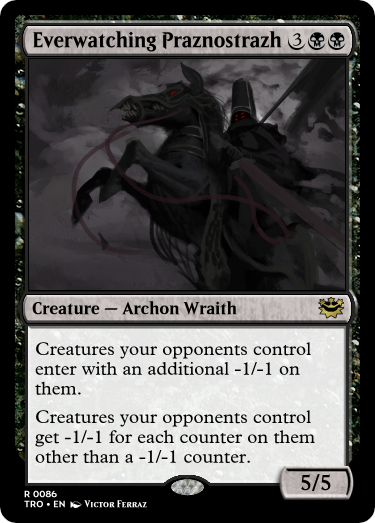 Everwatching Praznostrazh 3
Creature — Archon Wraith
Creatures your opponents control
enter with an additional -1/-1 on
them.
Creatures your opponents control
get -1/-1 for each counter on them
other than a -1/-1 counter.
5/5
R 0086
TRO • EN Victor Ferraz